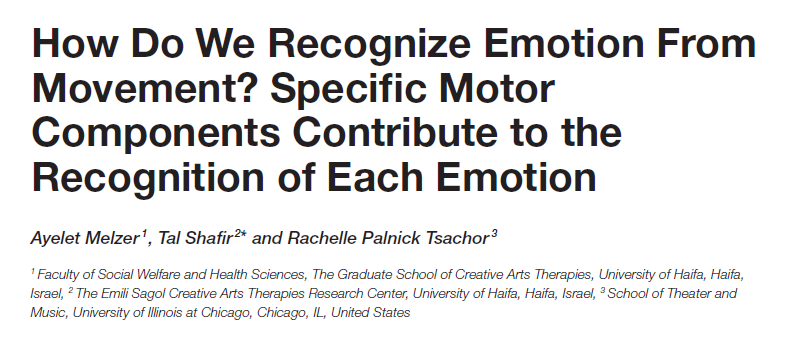 How Do We Recognize Emotion From
Movement? Specific Motor
Components Contribute to the
Recognition of Each Emotion
Ayelet Melzer¹, Tal Shafir²* and Rachelle Palnick Tsachor³
¹ Faculty of Social Welfare and Health Sciences, The Graduate School of Creative Arts Therapies, University of Haifa, Haifa,
Israel, ² The Emili Sagol Creative Arts Therapies Research Center, University of Haifa, Haifa, Israel, ³ School of Theater and
Music, University of Illinois at Chicago, Chicago, IL, United States